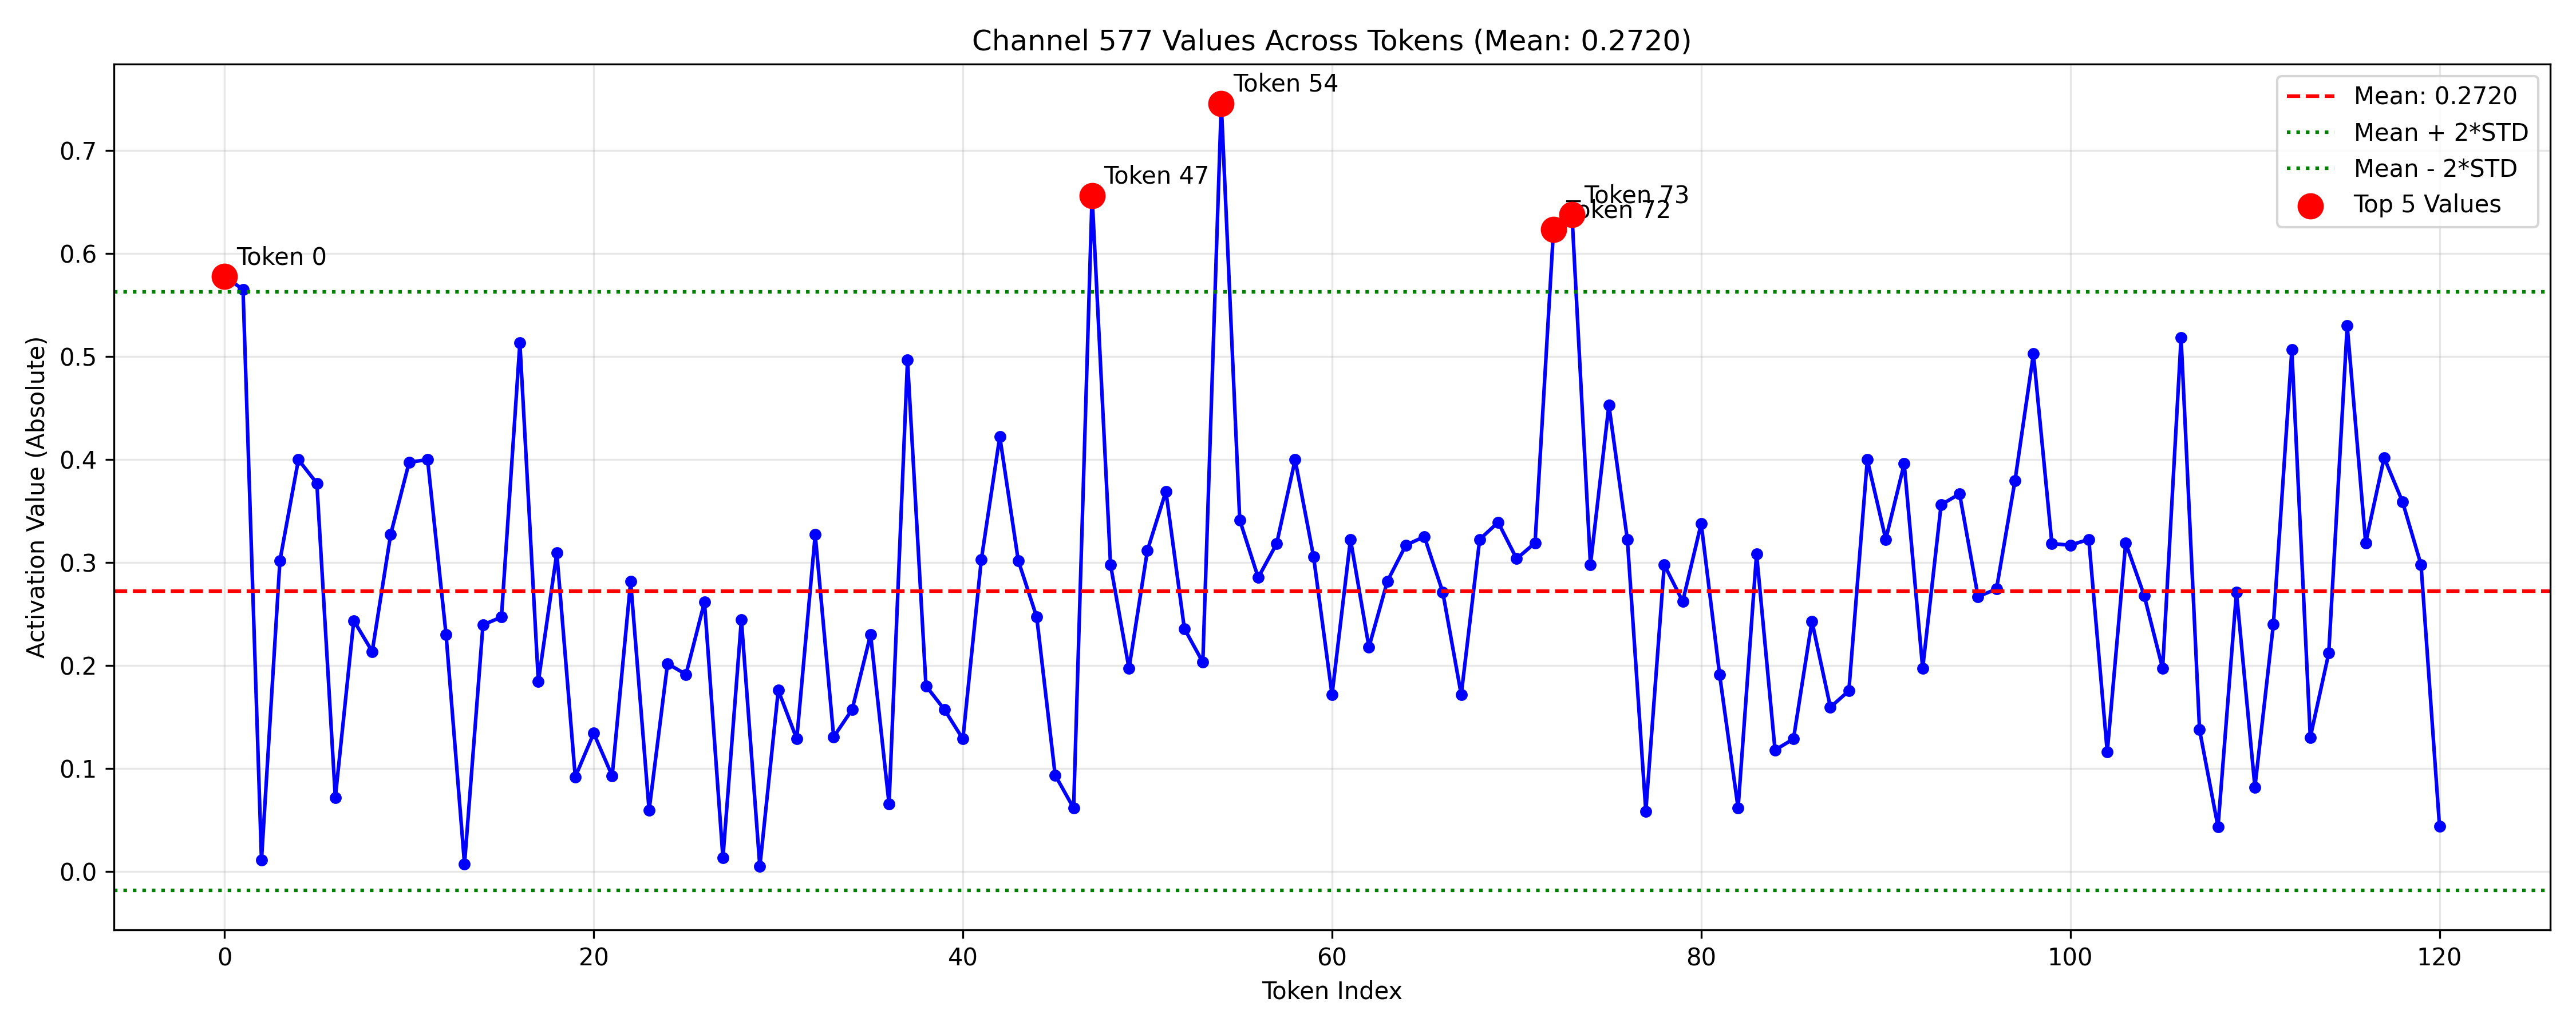 Channel 577 Values Across Tokens (Mean: 0.2720)
Token 54
Mean: 0.2720
Mean + 2*STD
Mean - 2*STD
Top 5 Values
Token 47
Token 73
Token 72
Token 0
Activation Value (Absolute)
0.7
0.6
0.5
0.4
0.3
0.2
0.1
0.0
0 20 40 60 80 100 120
Token Index